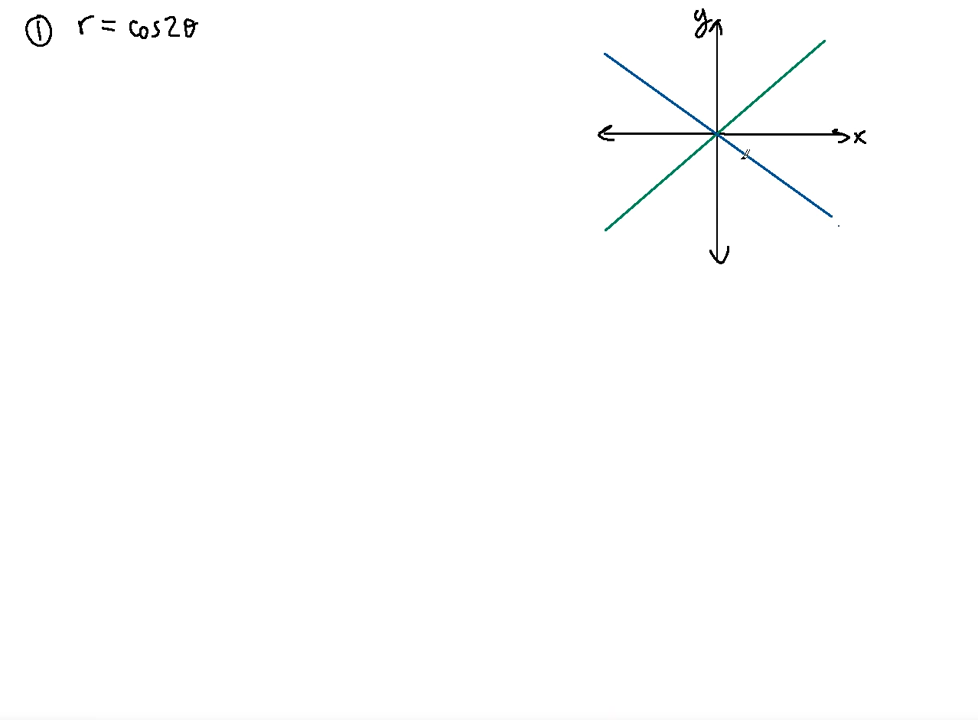 ① r = cos2θ
y
x